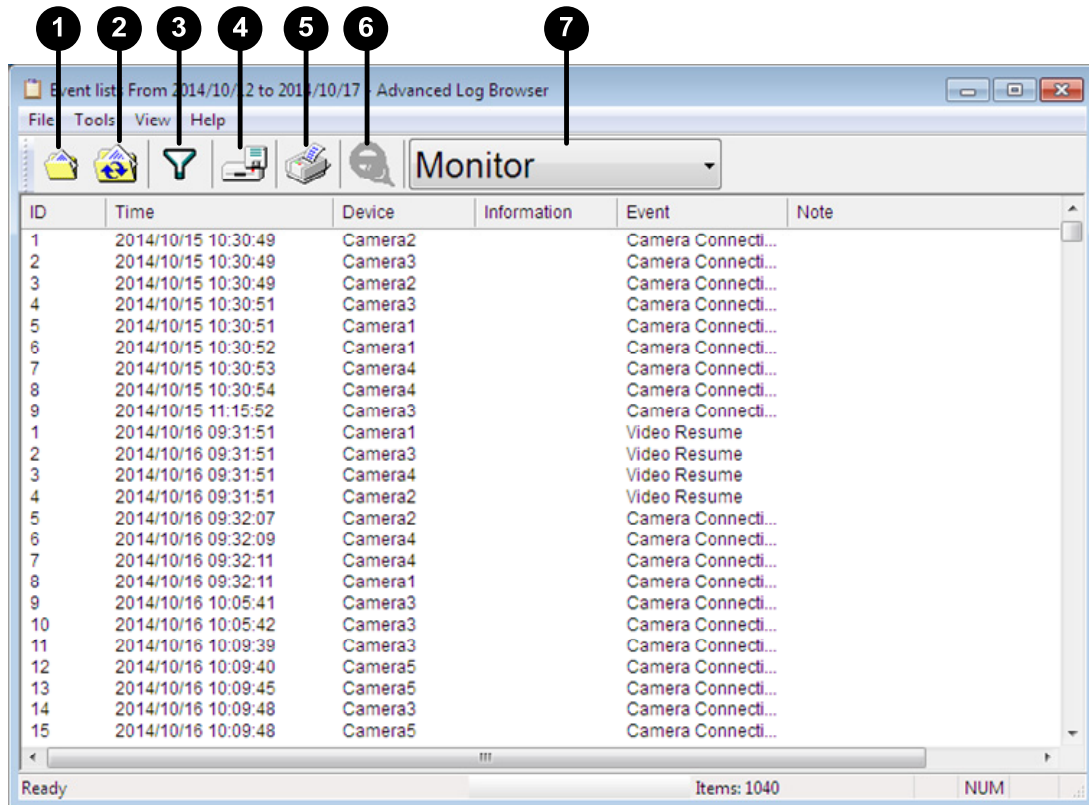 1 2 3 4 5 6 7
Event lists From 2014/10/12 to 2014/10/17 - Advanced Log Browser
File Tools View Help
Monitor
ID Time Device Information Event Note
1 2014/10/15 10:30:49 Camera2 Camera Connecti...
2 2014/10/15 10:30:49 Camera3 Camera Connecti...
3 2014/10/15 10:30:49 Camera2 Camera Connecti...
4 2014/10/15 10:30:51 Camera3 Camera Connecti...
5 2014/10/15 10:30:51 Camera1 Camera Connecti...
6 2014/10/15 10:30:52 Camera1 Camera Connecti...
7 2014/10/15 10:30:53 Camera4 Camera Connecti...
8 2014/10/15 10:30:54 Camera4 Camera Connecti...
9 2014/10/15 11:15:52 Camera3 Camera Connecti...
1 2014/10/16 09:31:51 Camera1 Video Resume
2 2014/10/16 09:31:51 Camera3 Video Resume
3 2014/10/16 09:31:51 Camera4 Video Resume
4 2014/10/16 09:31:51 Camera2 Video Resume
5 2014/10/16 09:32:07 Camera2 Camera Connecti...
6 2014/10/16 09:32:09 Camera4 Camera Connecti...
7 2014/10/16 09:32:11 Camera4 Camera Connecti...
8 2014/10/16 09:32:11 Camera1 Camera Connecti...
9 2014/10/16 10:05:41 Camera3 Camera Connecti...
10 2014/10/16 10:05:42 Camera3 Camera Connecti...
11 2014/10/16 10:09:39 Camera3 Camera Connecti...
12 2014/10/16 10:09:40 Camera5 Camera Connecti...
13 2014/10/16 10:09:45 Camera5 Camera Connecti...
14 2014/10/16 10:09:48 Camera3 Camera Connecti...
15 2014/10/16 10:09:48 Camera5 Camera Connecti...
Ready Items: 1040 NUM